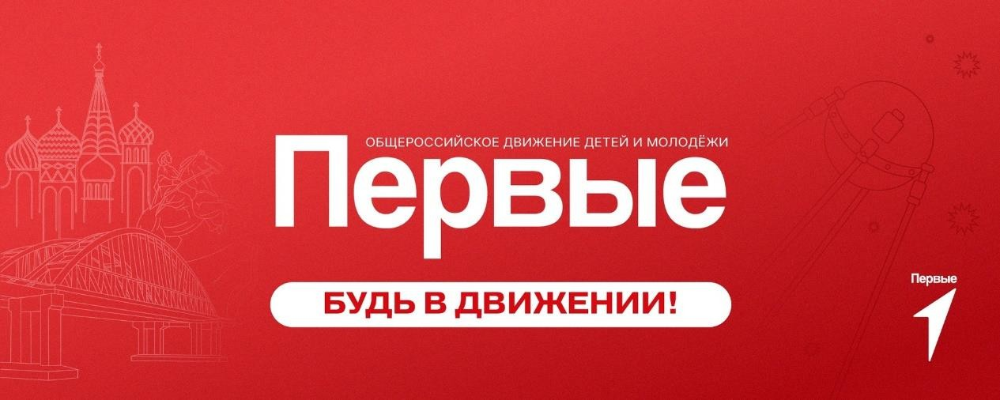 ОБЩЕРОССИЙСКОЕ ДВИЖЕНИЕ ДЕТЕЙ И МОЛОДЁЖИ
Первые
БУДЬ В ДВИЖЕНИИ!
Первые